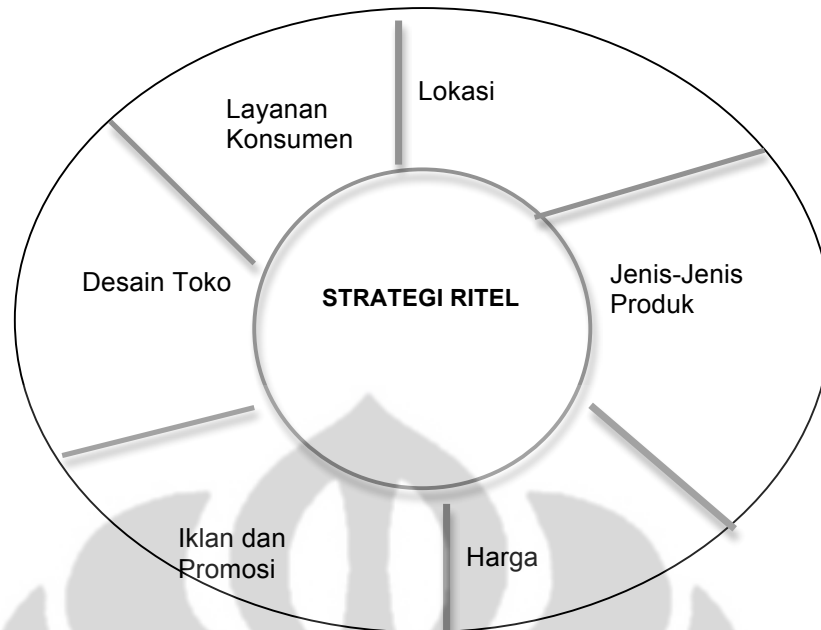 Lokasi
Layanan
Konsumen
Desain Toko
STRATEGI RITEL
Jenis-Jenis
Produk
Iklan dan
Promosi
Harga